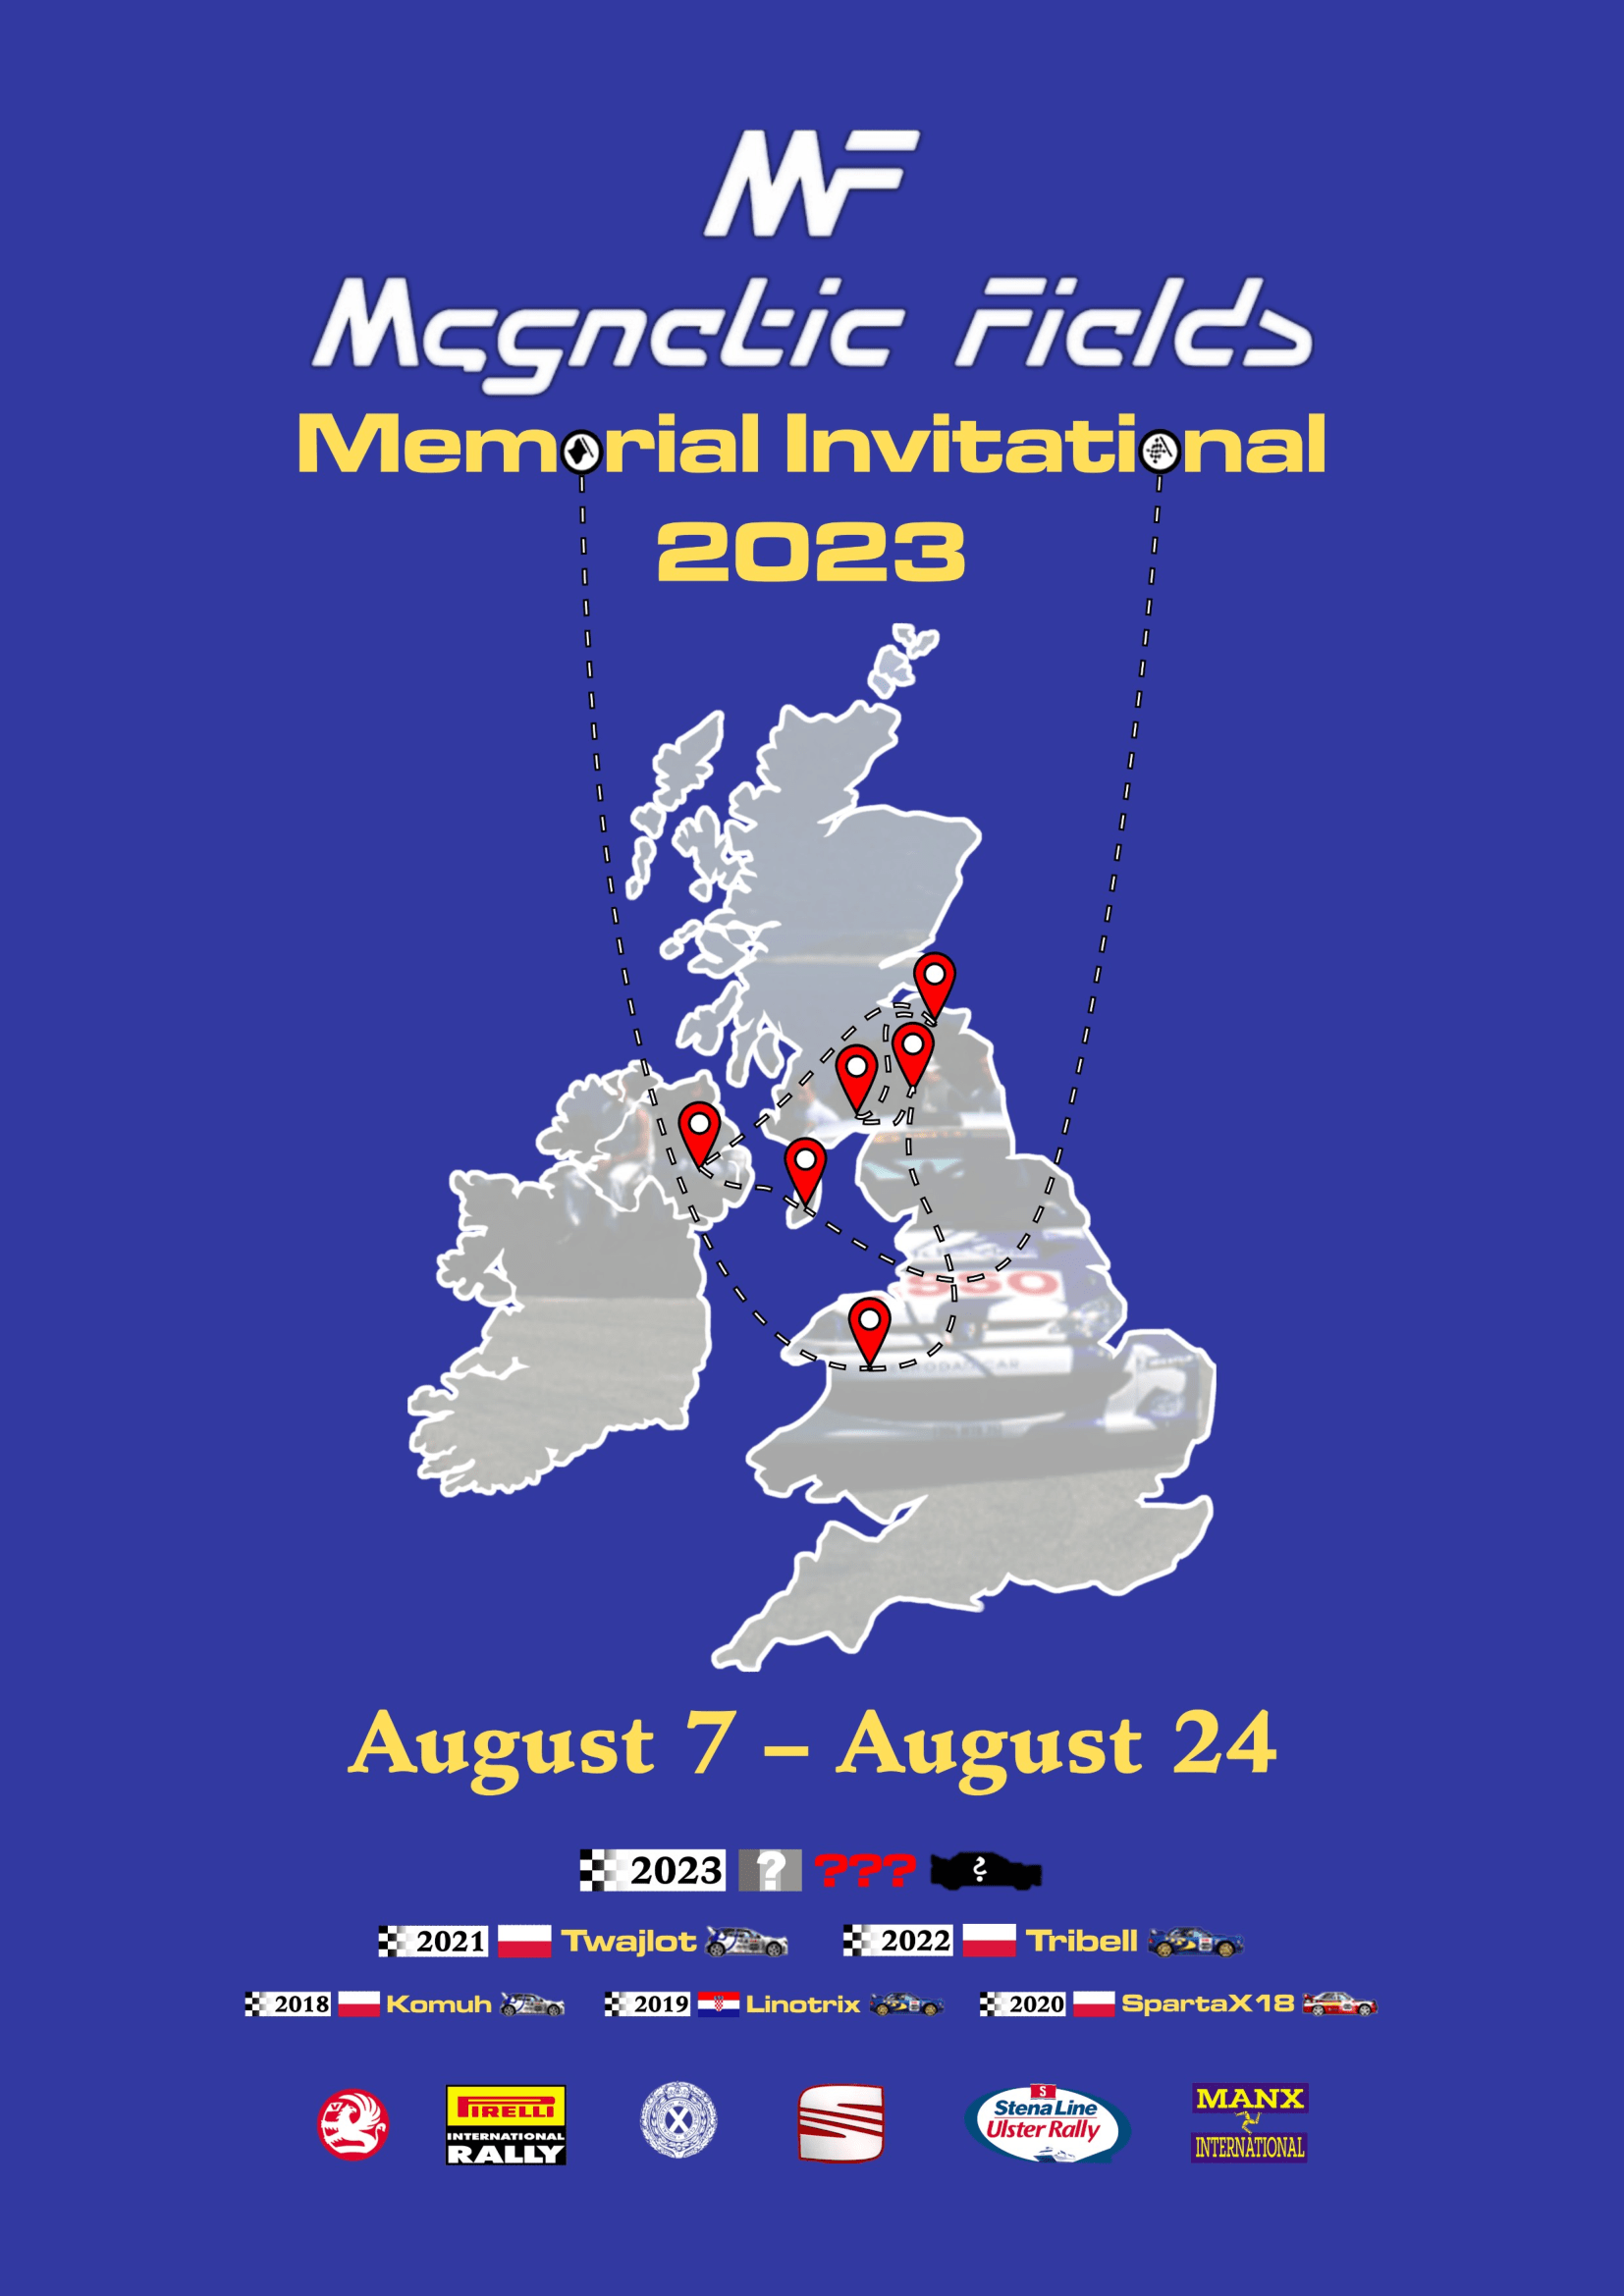 MF
Magnetic Fields
Memorial Invitational
2023
SSO
August 7 – August 24
2023 ? ??? ?
2021 Twajlot 2022 Tribell
2018 Komuh 2019 Linotrix 2020 SpartaX18
V PIRELLI INTERNATIONAL RALLY
S Stena Line Ulster Rally
MANX INTERNATIONAL